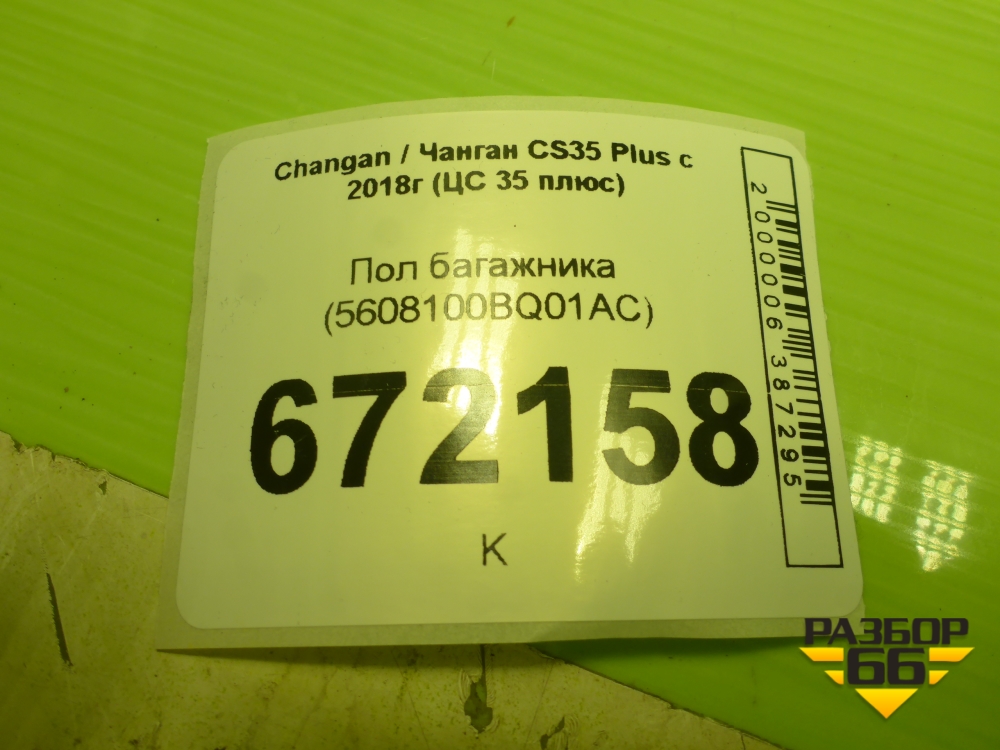 Changan / Чанган CS35 Plus с
2018г (ЦС 35 плюс)
Пол багажника
(5608100BQ01AC)
672158
К
2000006387295
РАЗБОР
66